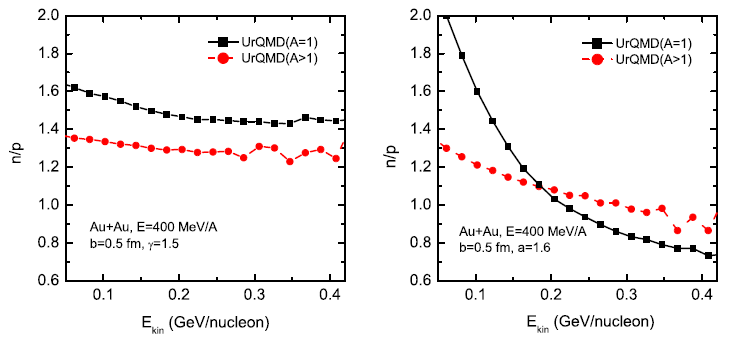 2.0
1.8
1.6
1.4
1.2
1.0
0.8
0.6
n/p
UrQMD(A=1)
UrQMD(A>1)
Au+Au, E=400 MeV/A
b=0.5 fm, γ=1.5
0.1 0.2 0.3 0.4
E_kin (GeV/nucleon)
2.0
1.8
1.6
1.4
1.2
1.0
0.8
0.6
n/p
UrQMD(A=1)
UrQMD(A>1)
Au+Au, E=400 MeV/A
b=0.5 fm, a=1.6
0.1 0.2 0.3 0.4
E_kin (GeV/nucleon)